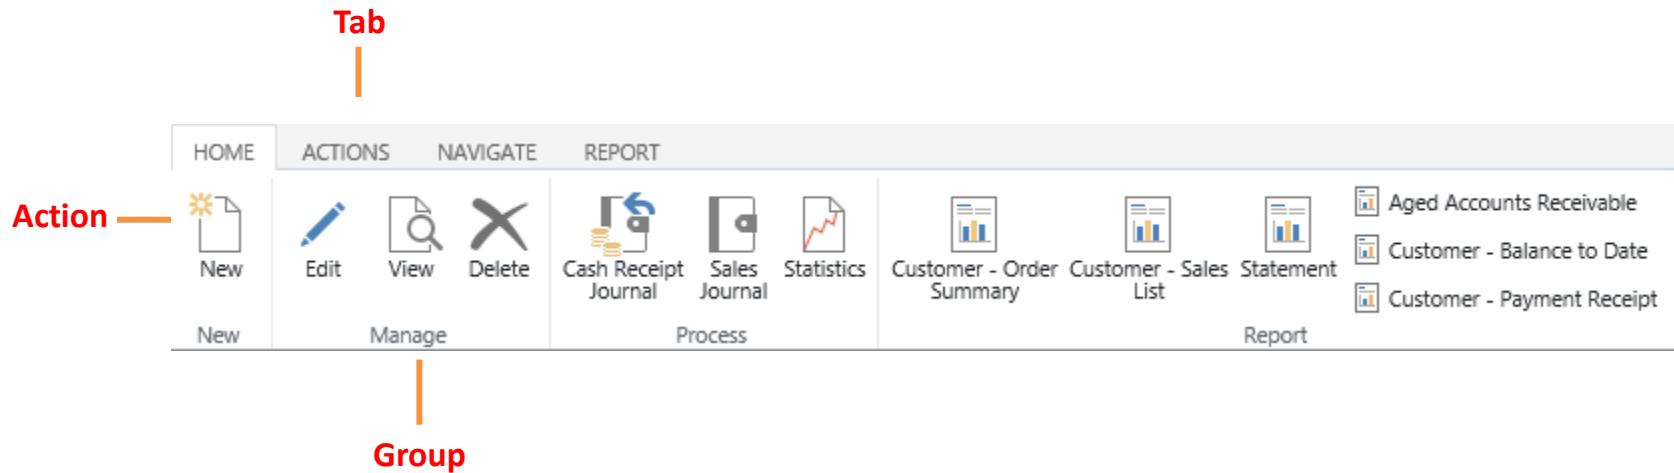 Tab
HOME ACTIONS NAVIGATE REPORT
Action
New
Edit View Delete
Cash Receipt
Journal
Sales
Journal
Statistics
Customer - Order
Summary
Customer - Sales
List
Statement
Aged Accounts Receivable
Customer - Balance to Date
Customer - Payment Receipt
New Manage Process Report
Group